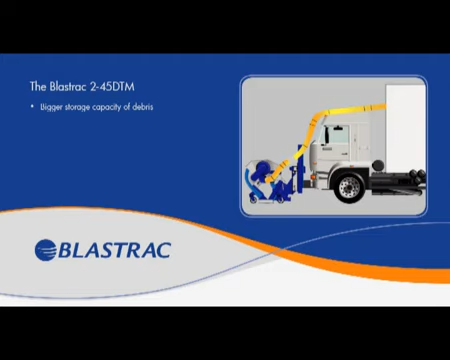 The Blastrac 2-45DTM
• Bigger storage capacity of debris
BLASTRAC